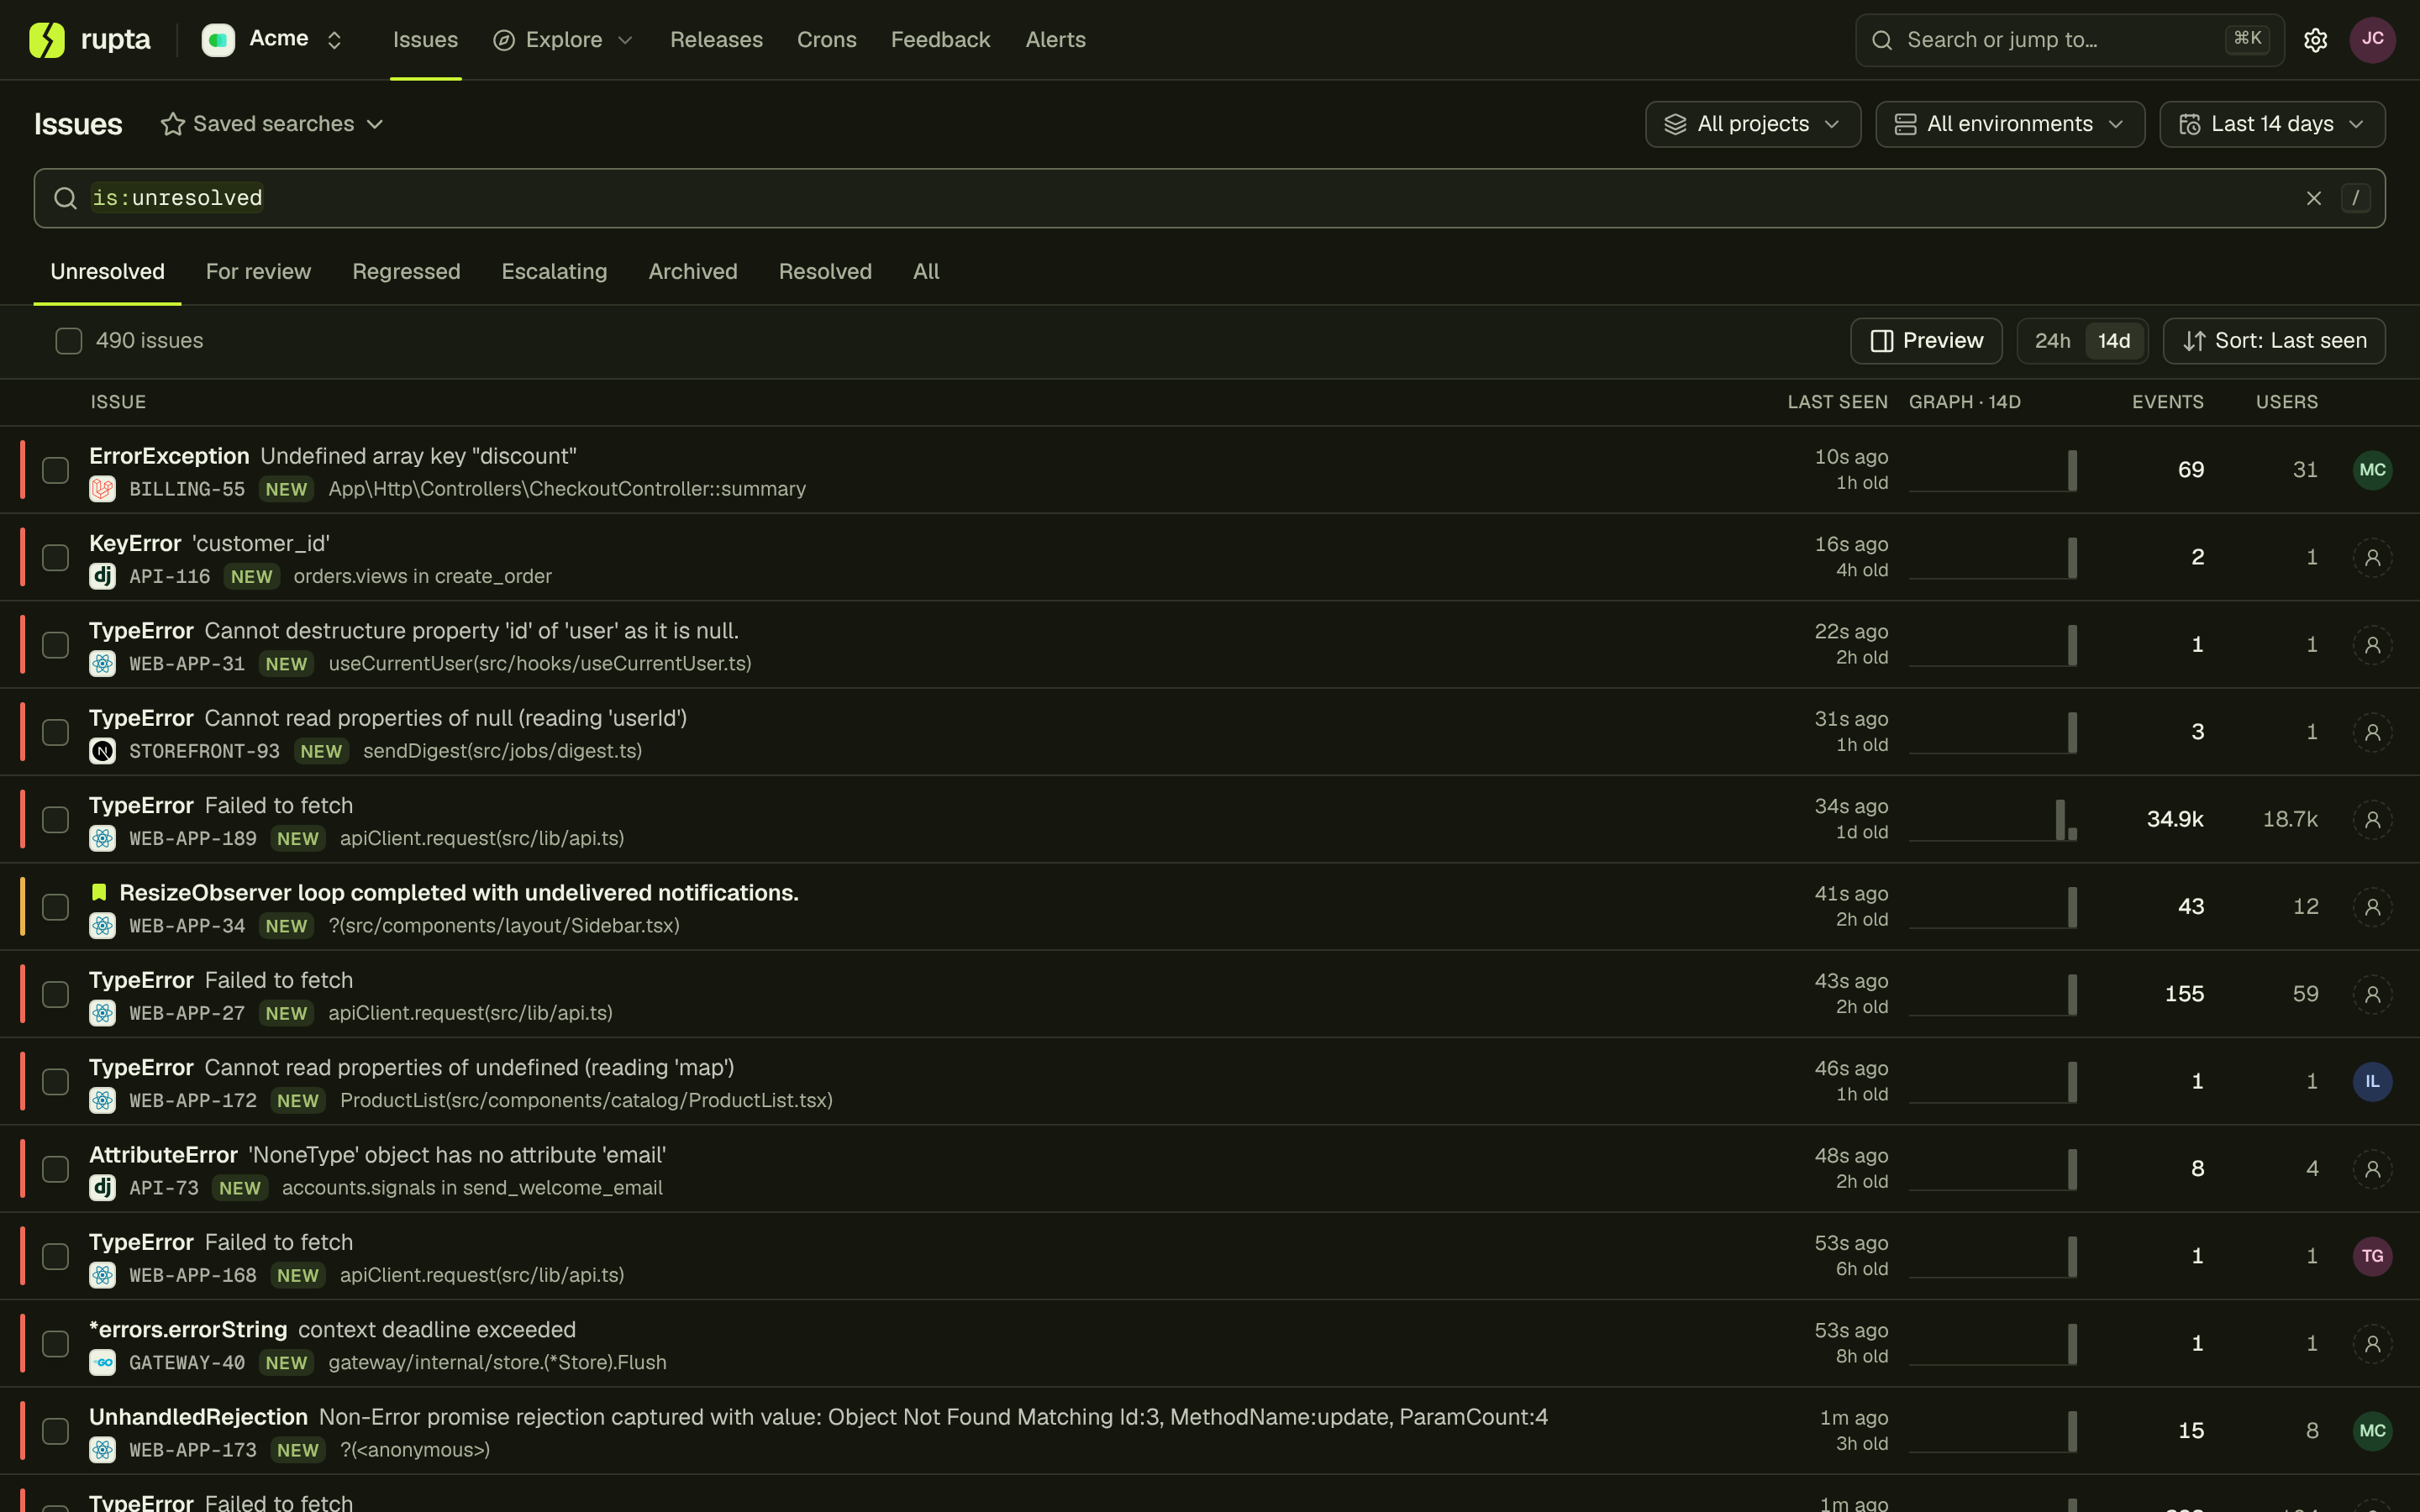 rupta Acme Issues Explore Releases Crons Feedback Alerts Search or jump to... ⌘K JC
Issues Saved searches All projects All environments Last 14 days
is:unresolved /
Unresolved For review Regressed Escalating Archived Resolved All
490 issues Preview 24h 14d Sort: Last seen
ISSUE LAST SEEN GRAPH · 14D EVENTS USERS
ErrorException Undefined array key "discount" 10s ago 69 31 MC
BILLING-55 NEW App\Http\Controllers\CheckoutController::summary 1h old
KeyError 'customer_id' 16s ago 2 1
dj API-116 NEW orders.views in create_order 4h old
TypeError Cannot destructure property 'id' of 'user' as it is null. 22s ago 1 1
WEB-APP-31 NEW useCurrentUser(src/hooks/useCurrentUser.ts) 2h old
TypeError Cannot read properties of null (reading 'userId') 31s ago 3 1
N STOREFRONT-93 NEW sendDigest(src/jobs/digest.ts) 1h old
TypeError Failed to fetch 34s ago 34.9k 18.7k
WEB-APP-189 NEW apiClient.request(src/lib/api.ts) 1d old
ResizeObserver loop completed with undelivered notifications. 41s ago 43 12
WEB-APP-34 NEW ?(src/components/layout/Sidebar.tsx) 2h old
TypeError Failed to fetch 43s ago 155 59
WEB-APP-27 NEW apiClient.request(src/lib/api.ts) 2h old
TypeError Cannot read properties of undefined (reading 'map') 46s ago 1 1 IL
WEB-APP-172 NEW ProductList(src/components/catalog/ProductList.tsx) 1h old
AttributeError 'NoneType' object has no attribute 'email' 48s ago 8 4
dj API-73 NEW accounts.signals in send_welcome_email 2h old
TypeError Failed to fetch 53s ago 1 1 TG
WEB-APP-168 NEW apiClient.request(src/lib/api.ts) 6h old
*errors.errorString context deadline exceeded 53s ago 1 1
GO GATEWAY-40 NEW gateway/internal/store.(*Store).Flush 8h old
UnhandledRejection Non-Error promise rejection captured with value: Object Not Found Matching Id:3, MethodName:update, ParamCount:4 1m ago 15 8 MC
WEB-APP-173 NEW ?(<anonymous>) 3h old
TypeError Failed to fetch 1m ago